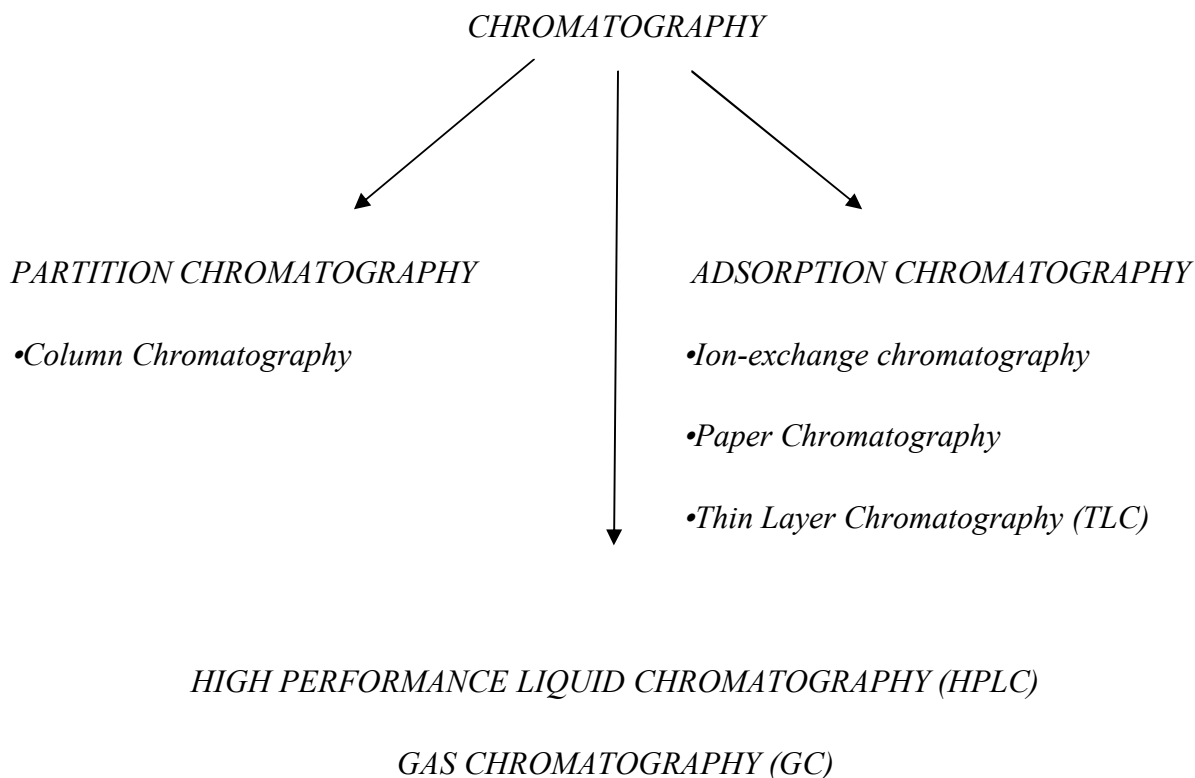 CHROMATOGRAPHY
PARTITION CHROMATOGRAPHY
•Column Chromatography
ADSORPTION CHROMATOGRAPHY
•Ion-exchange chromatography
•Paper Chromatography
•Thin Layer Chromatography (TLC)
HIGH PERFORMANCE LIQUID CHROMATOGRAPHY (HPLC)
GAS CHROMATOGRAPHY (GC)